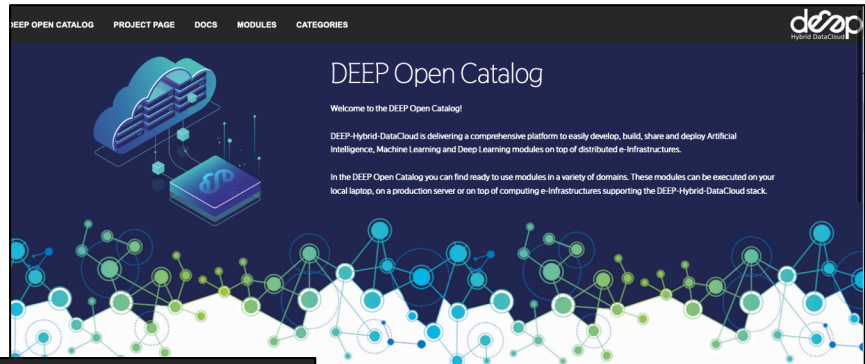 DEEP OPEN CATALOG PROJECT PAGE DOCS MODULES CATEGORIES
deep
Hybrid DataCloud
DEEP Open Catalog
Welcome to the DEEP Open Catalog!
DEEP-Hybrid-DataCloud is delivering a comprehensive platform to easily develop, build, share and deploy Artificial
Intelligence, Machine Learning and Deep Learning modules on top of distributed e-Infrastructures.
In the DEEP Open Catalog you can find ready to use modules in a variety of domains. These modules can be executed on your
local laptop, on a production server or on top of computing e-Infrastructures supporting the DEEP-Hybrid-DataCloud stack.